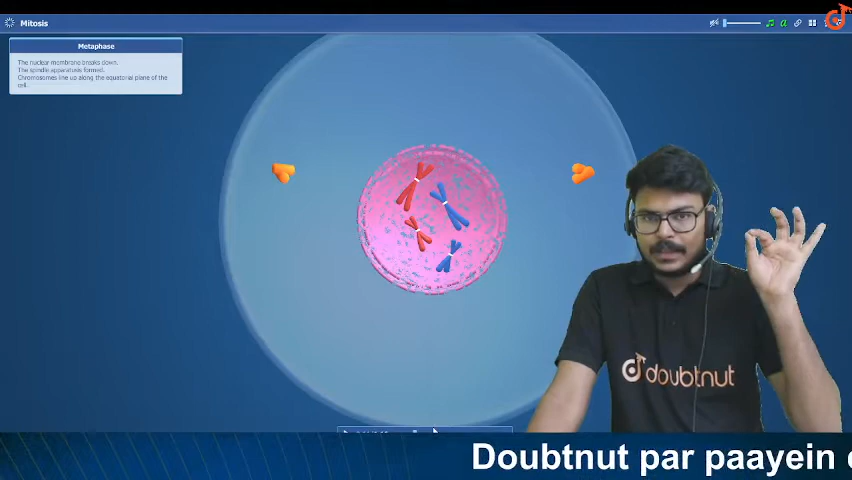 Mitosis
Metaphase
The nuclear membrane breaks down.
The spindle apparatus formed.
Chromosomes line up along the equatorial plane of the
cell.
doubtnut
Doubtnut par paayein